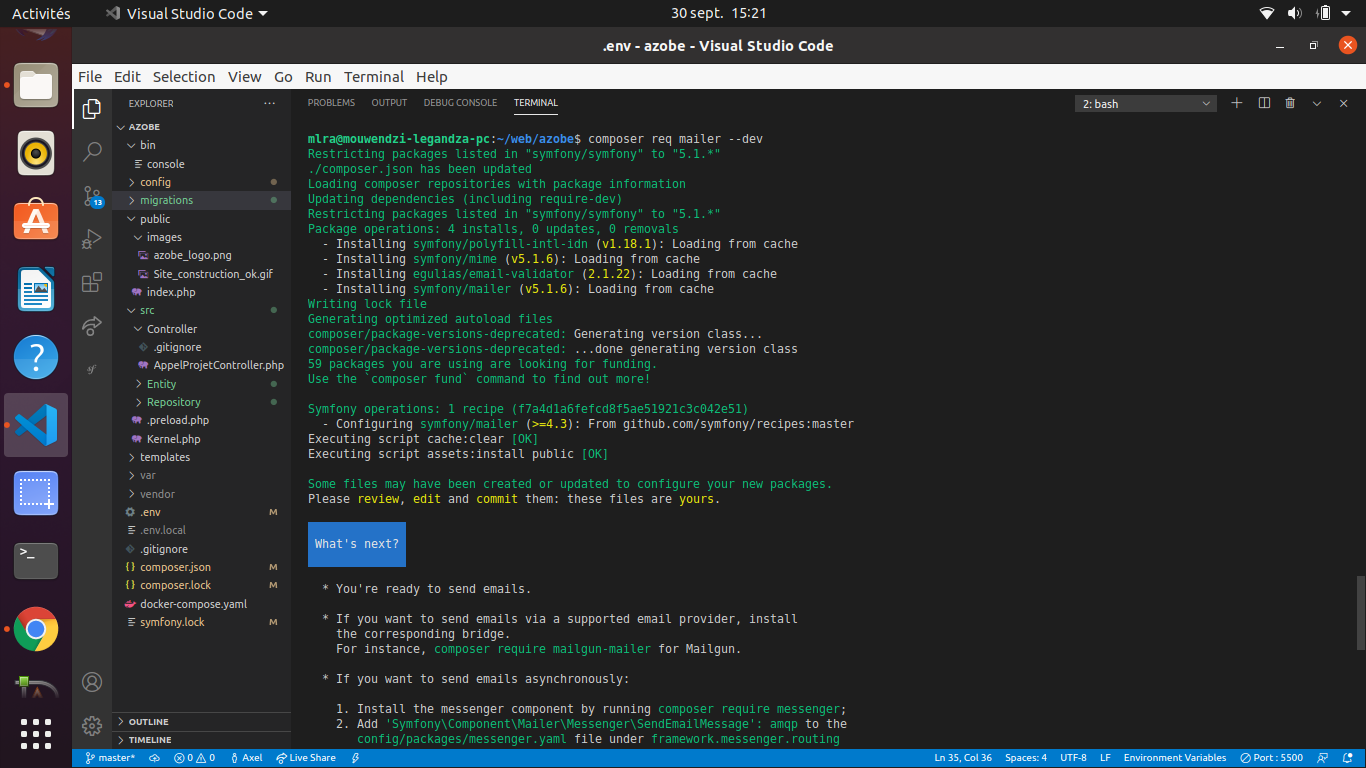 Activités
Visual Studio Code
30 sept. 15:21
.env - azobe - Visual Studio Code
File Edit Selection View Go Run Terminal Help
EXPLORER
PROBLEMS OUTPUT DEBUG CONSOLE TERMINAL
2: bash
AZOBE
bin
console
config
migrations
public
images
azobe_logo.png
Site_construction_ok.gif
index.php
src
Controller
.gitignore
AppelProjetController.php
Entity
Repository
.preload.php
Kernel.php
templates
var
vendor
.env M
.env.local
.gitignore
composer.json M
composer.lock M
docker-compose.yaml
symfony.lock M
OUTLINE
TIMELINE
13
mlra@mouwendzi-legandza-pc:~/web/azobe$ composer req mailer --dev
Restricting packages listed in "symfony/symfony" to "5.1.*"
./composer.json has been updated
Loading composer repositories with package information
Updating dependencies (including require-dev)
Restricting packages listed in "symfony/symfony" to "5.1.*"
Package operations: 4 installs, 0 updates, 0 removals
- Installing symfony/polyfill-intl-idn (v1.18.1): Loading from cache
- Installing symfony/mime (v5.1.6): Loading from cache
- Installing egulias/email-validator (2.1.22): Loading from cache
- Installing symfony/mailer (v5.1.6): Loading from cache
Writing lock file
Generating optimized autoload files
composer/package-versions-deprecated: Generating version class...
composer/package-versions-deprecated: ...done generating version class
59 packages you are using are looking for funding.
Use the `composer fund` command to find out more!
Symfony operations: 1 recipe (f7a4d1a6fefcd8f5ae51921c3c042e51)
- Configuring symfony/mailer (>=4.3): From github.com/symfony/recipes:master
Executing script cache:clear [OK]
Executing script assets:install public [OK]
Some files may have been created or updated to configure your new packages.
Please review, edit and commit them: these files are yours.
What's next?
* You're ready to send emails.
* If you want to send emails via a supported email provider, install
the corresponding bridge.
For instance, composer require mailgun-mailer for Mailgun.
* If you want to send emails asynchronously:
1. Install the messenger component by running composer require messenger;
2. Add 'Symfony\Component\Mailer\Messenger\SendEmailMessage': amqp to the
config/packages/messenger.yaml file under framework.messenger.routing
master* 0 0 Axel Live Share
Ln 35, Col 36 Spaces: 4 UTF-8 LF Environment Variables Port : 5500